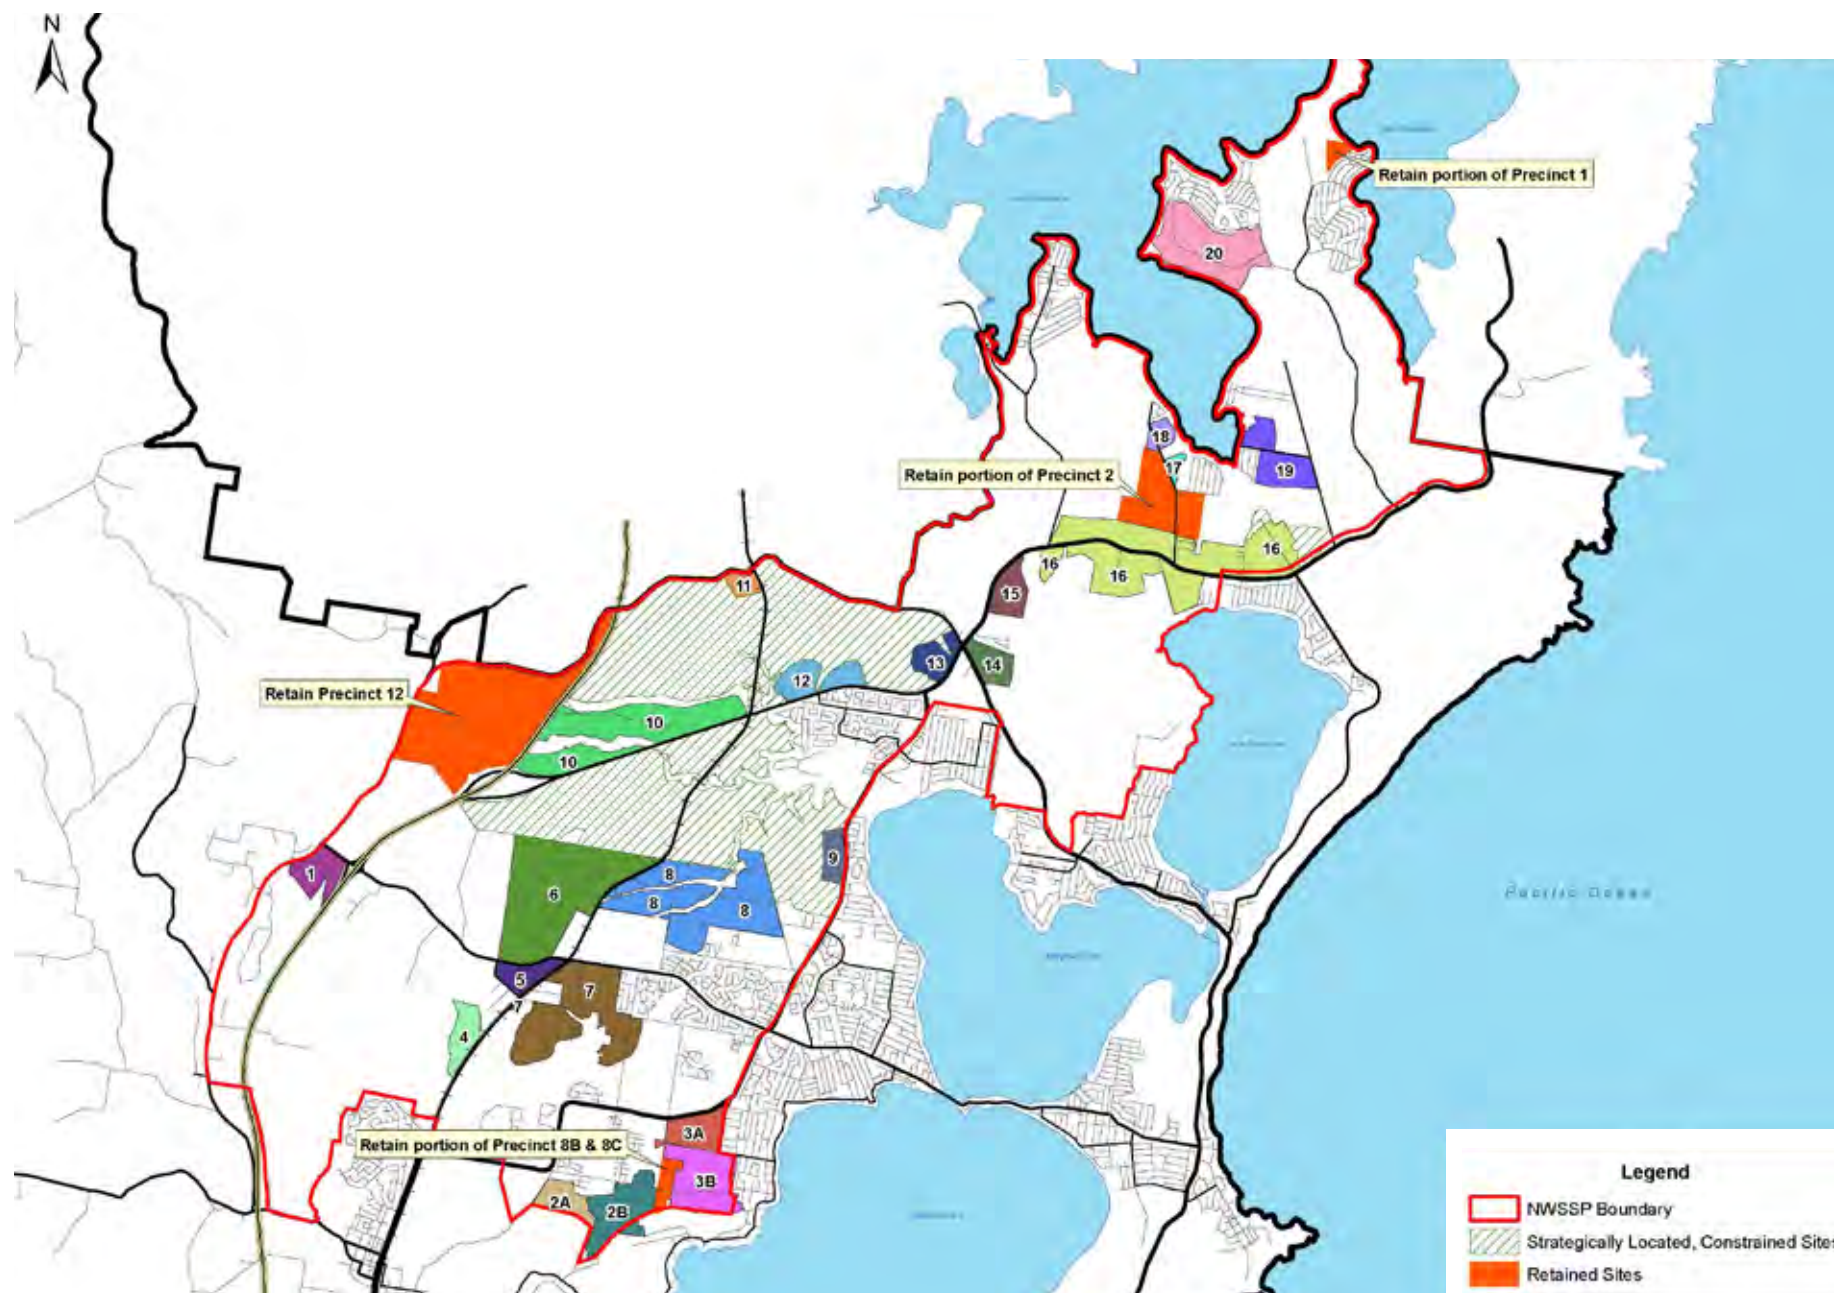 N
Retain portion of Precinct 1
20
18
Retain portion of Precinct 2
17
19
16
16
16
11
15
13
14
12
Retain Precinct 12
10
10
1
9
6
8
8
8
5
7
7
4
3A
Retain portion of Precinct 8B & 8C
3B
2A
2B
Pacific Ocean
Legend
NWSSP Boundary
Strategically Located, Constrained Sites
Retained Sites